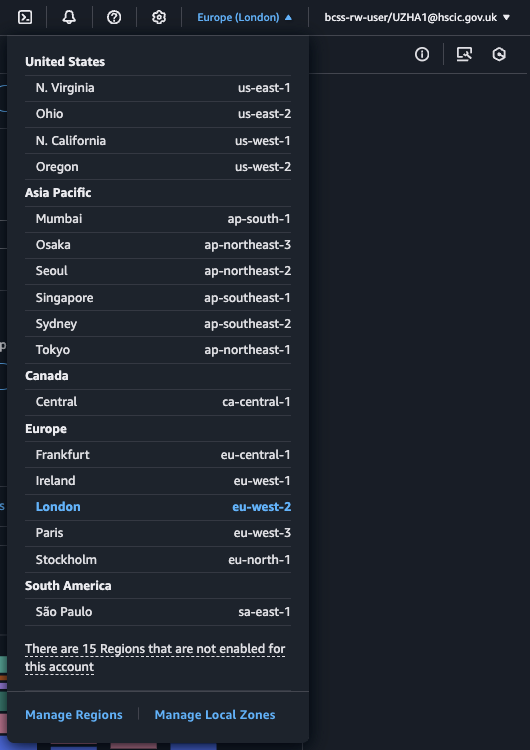 Europe (London) ▲
bcss-rw-user/UZHA1@hscic.gov.uk ▼
United States
N. Virginia us-east-1
Ohio us-east-2
N. California us-west-1
Oregon us-west-2
Asia Pacific
Mumbai ap-south-1
Osaka ap-northeast-3
Seoul ap-northeast-2
Singapore ap-southeast-1
Sydney ap-southeast-2
Tokyo ap-northeast-1
Canada
Central ca-central-1
Europe
Frankfurt eu-central-1
Ireland eu-west-1
London eu-west-2
Paris eu-west-3
Stockholm eu-north-1
South America
São Paulo sa-east-1
There are 15 Regions that are not enabled for
this account
Manage Regions
Manage Local Zones